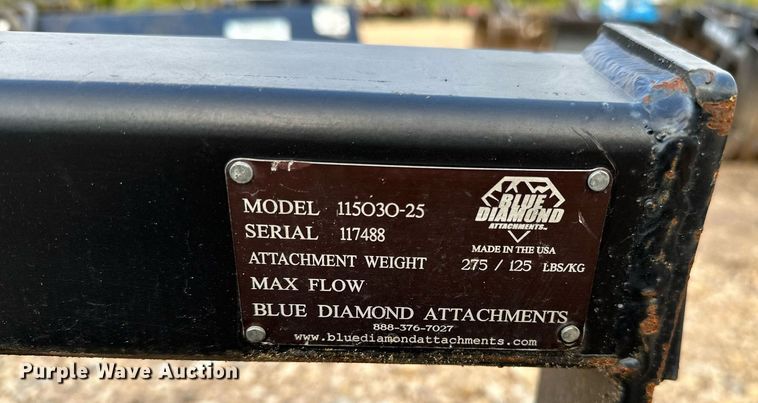 BLUE
DIAMOND
ATTACHMENTS
MADE IN THE USA
MODEL 115030-25
SERIAL 117488
ATTACHMENT WEIGHT 275 / 125 LBS/KG
MAX FLOW
BLUE DIAMOND ATTACHMENTS
888-376-7027
www.bluediamondattachments.com
Purple Wave Auction